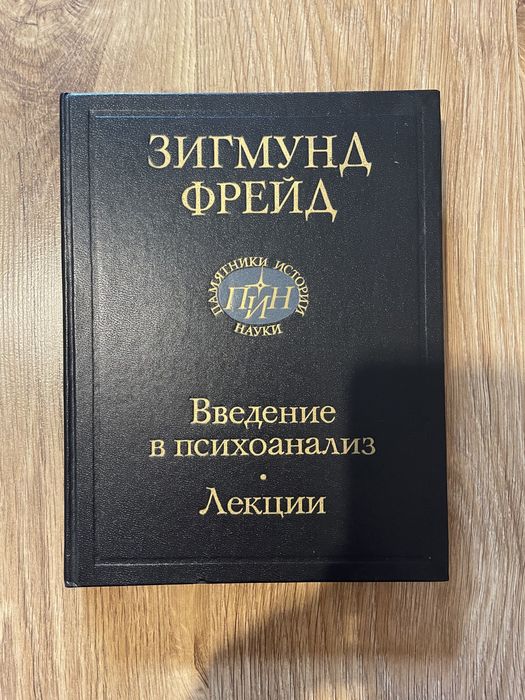 ЗИГМУНД
ФРЕЙД
ПАМЯТНИКИ ИСТОРИИ
ПИН
НАУКИ
Введение
в психоанализ
·
Лекции